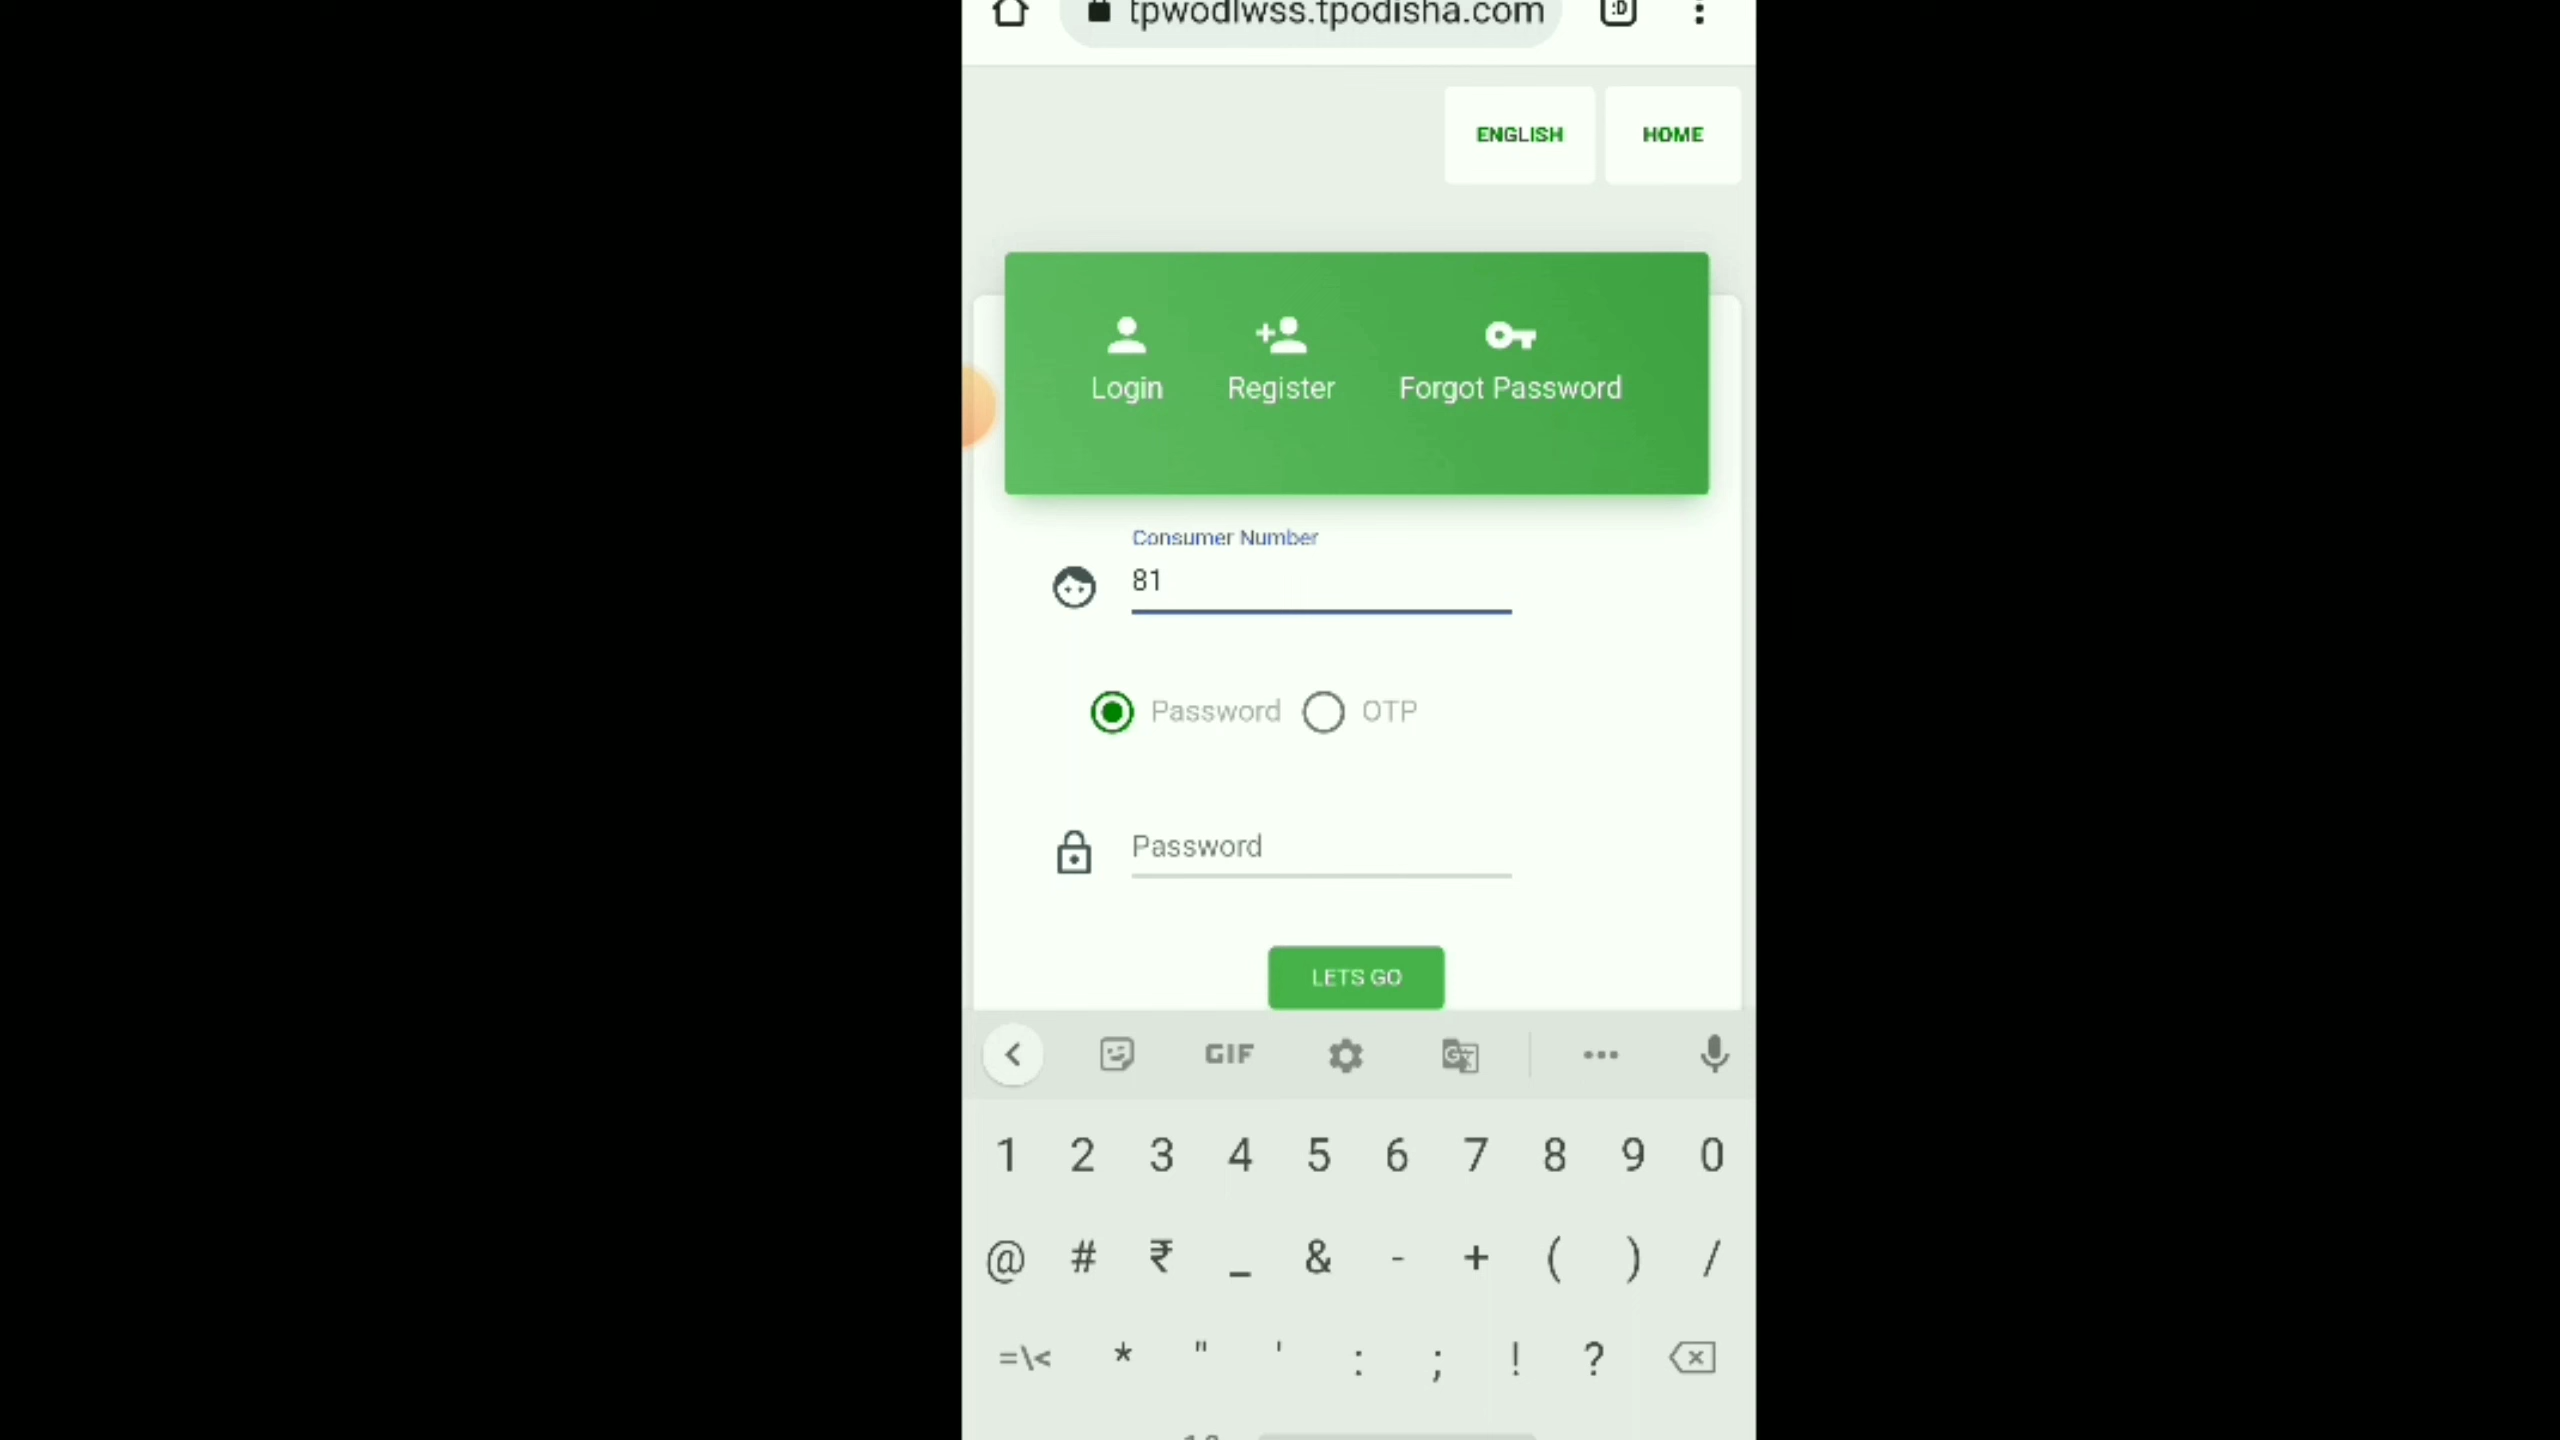 tpwodlwss.tpodisha.com :D
ENGLISH HOME
Login Register Forgot Password
Consumer Number
81
Password OTP
Password
LETS GO
GIF
1 2 3 4 5 6 7 8 9 0
@ # ₹ _ & - + ( ) /
=\< * " ' : ; ! ?